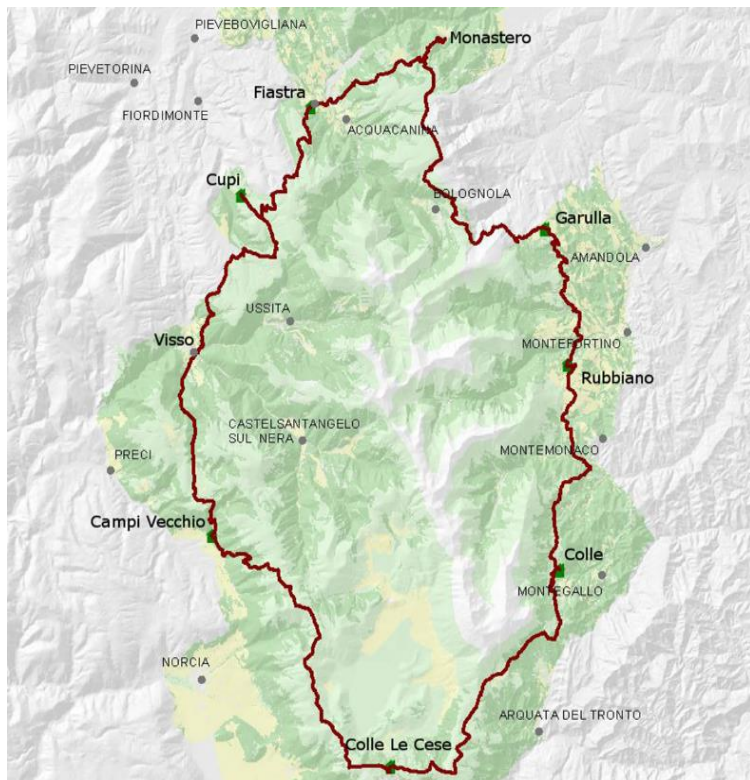 PIEVEBOVIGLIANA
Monastero
PIEVETORINA
Fiastra
FIORDIMONTE
ACQUACANINA
Cupi
BOLOGNOLA
Garulla
AMANDOLA
USSITA
Visso
MONTEFORTINO
Rubbiano
CASTELSANTANGELO
SUL NERA
MONTEMONACO
PRECI
Campi Vecchio
Colle
MONTEGALLO
NORCIA
ARQUATA DEL TRONTO
Colle Le Cese